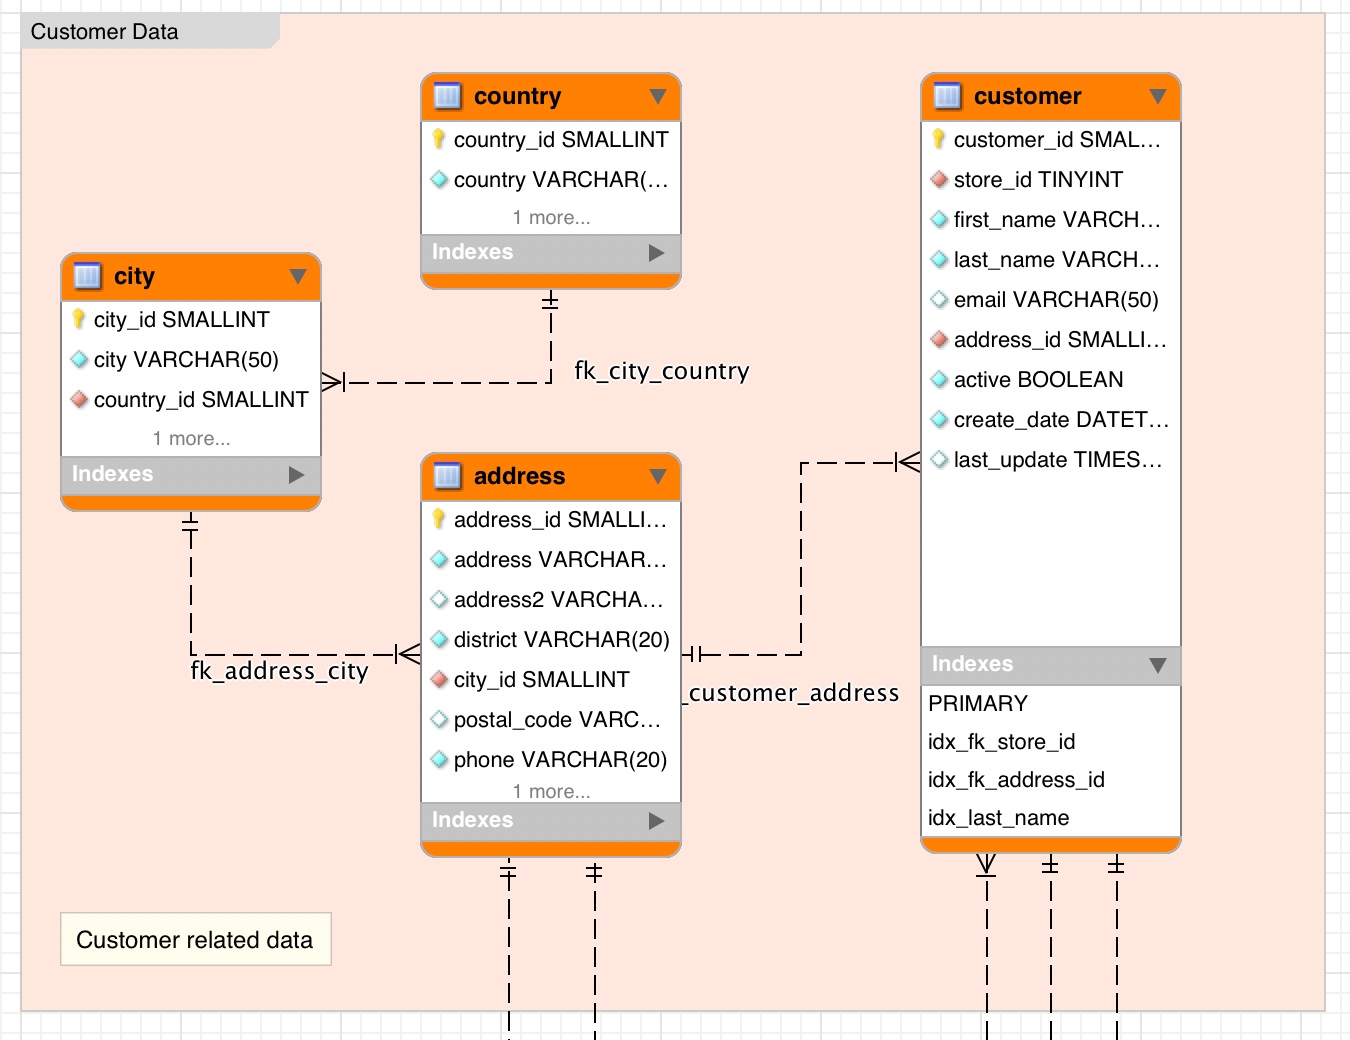 Customer Data
country
country_id SMALLINT
country VARCHAR(...
1 more...
Indexes
customer
customer_id SMAL...
store_id TINYINT
first_name VARCH...
last_name VARCH...
email VARCHAR(50)
address_id SMALLI...
active BOOLEAN
create_date DATET...
last_update TIMES...
Indexes
PRIMARY
idx_fk_store_id
idx_fk_address_id
idx_last_name
city
city_id SMALLINT
city VARCHAR(50)
country_id SMALLINT
1 more...
Indexes
fk_city_country
address
address_id SMALLI...
address VARCHAR...
address2 VARCHA...
district VARCHAR(20)
city_id SMALLINT
postal_code VARC...
phone VARCHAR(20)
1 more...
Indexes
fk_address_city
_customer_address
Customer related data